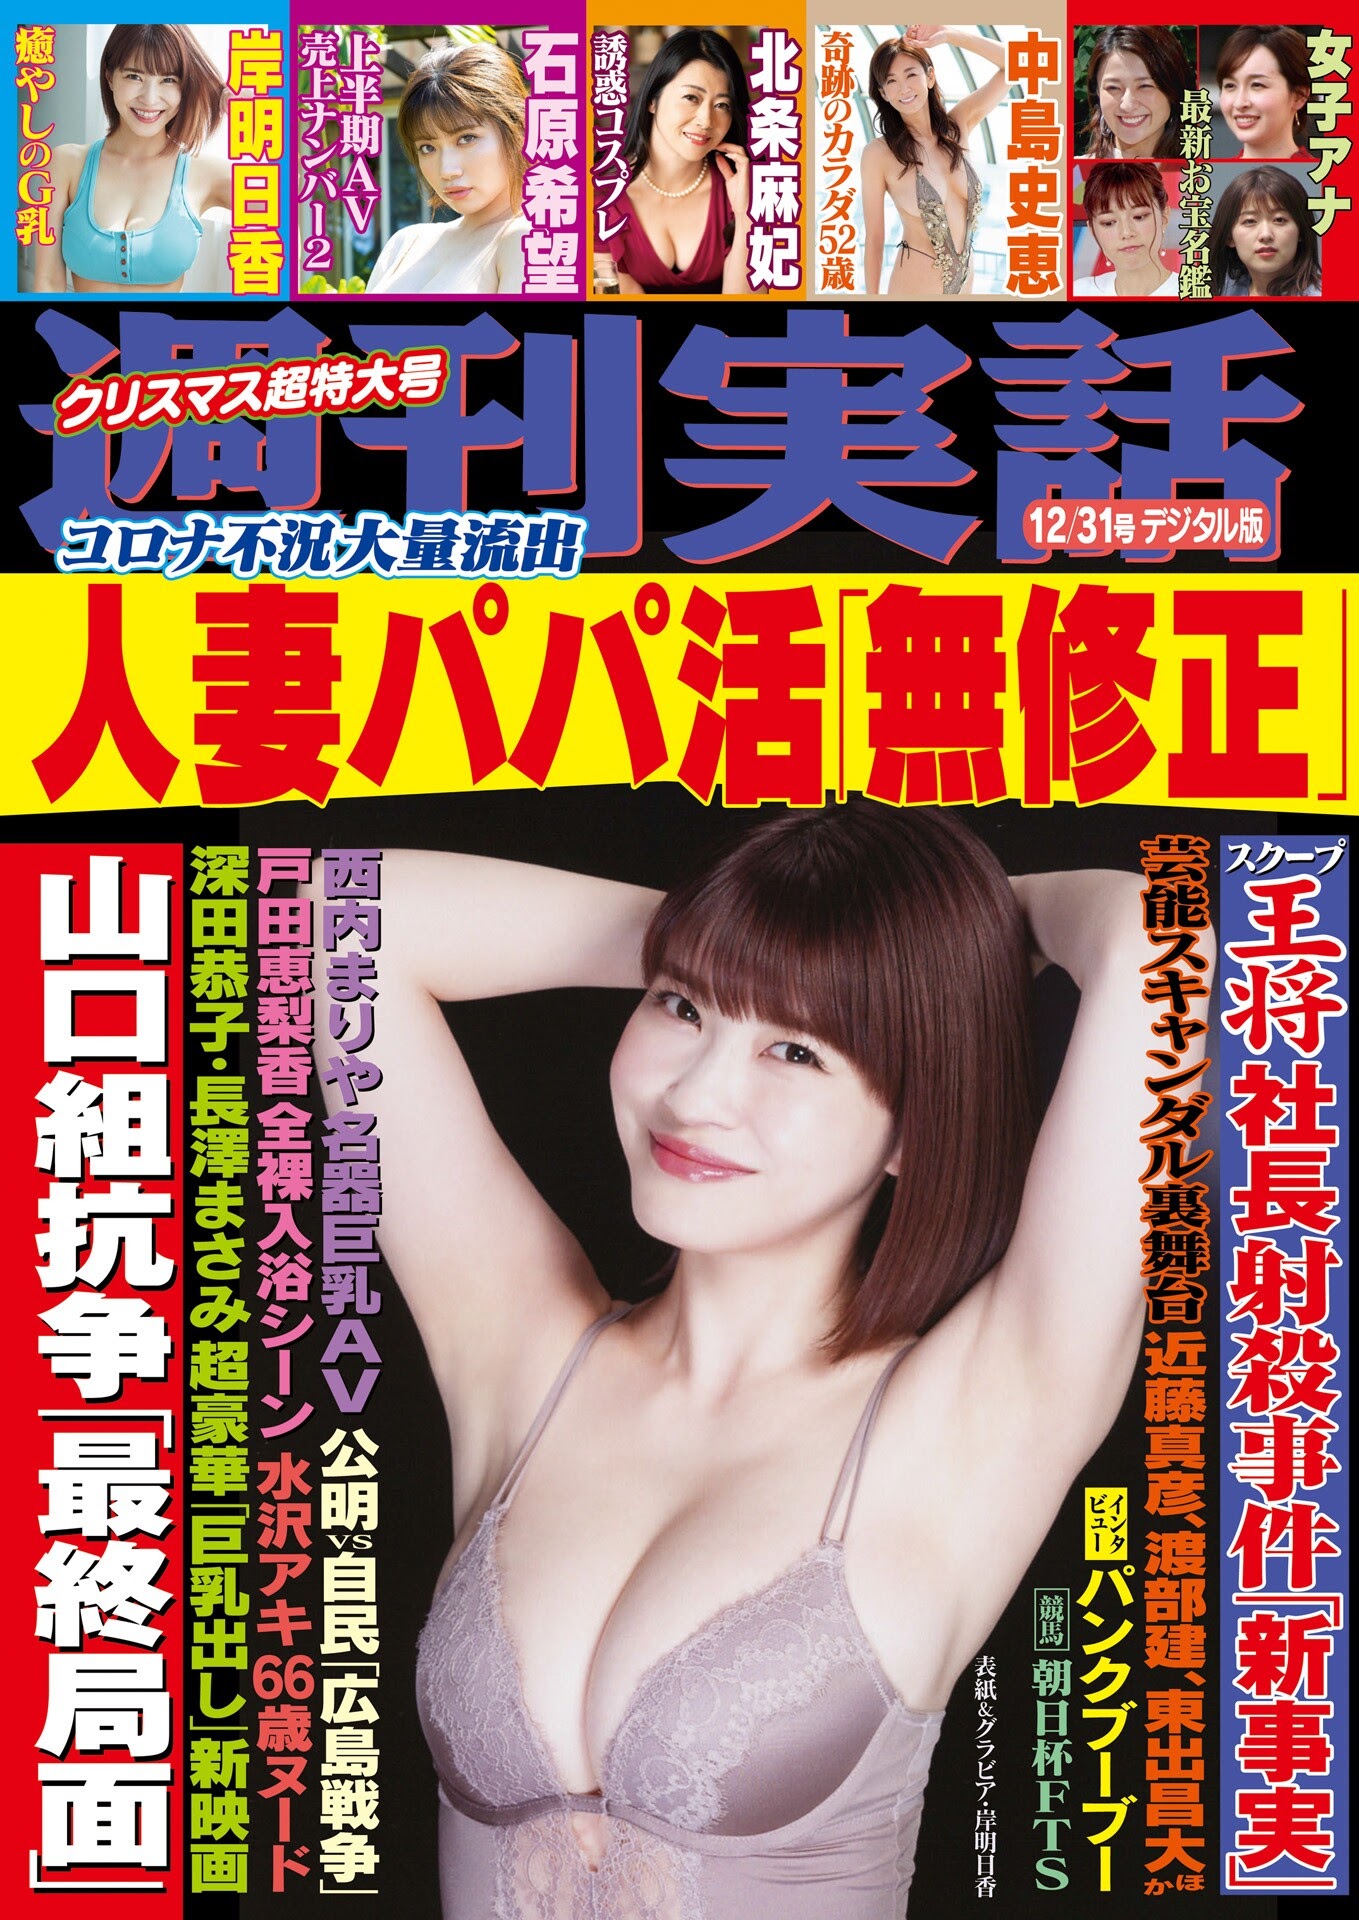 岸明日香
癒やしのG乳
石原希望
上半期AV
売上ナンバー2
北条麻妃
誘惑コスプレ
中島史恵
奇跡のカラダ52歳
女子アナ
最新お宝名鑑
週刊実話
クリスマス超特大号
12/31号 デジタル版
コロナ不況大量流出
人妻パパ活「無修正」
スクープ
王将社長射殺事件「新事実」
芸能スキャンダル裏舞台 近藤真彦、渡部建、東出昌大ほか
インタビュー
パンクブーブー
競馬 朝日杯FTS
表紙&グラビア・岸明日香
西内まりや名器巨乳AV 公明vs自民「広島戦争」
戸田恵梨香 全裸入浴シーン 水沢アキ 66歳ヌード
深田恭子・長澤まさみ 超豪華「巨乳出し」新映画
山口組抗争「最終局面」